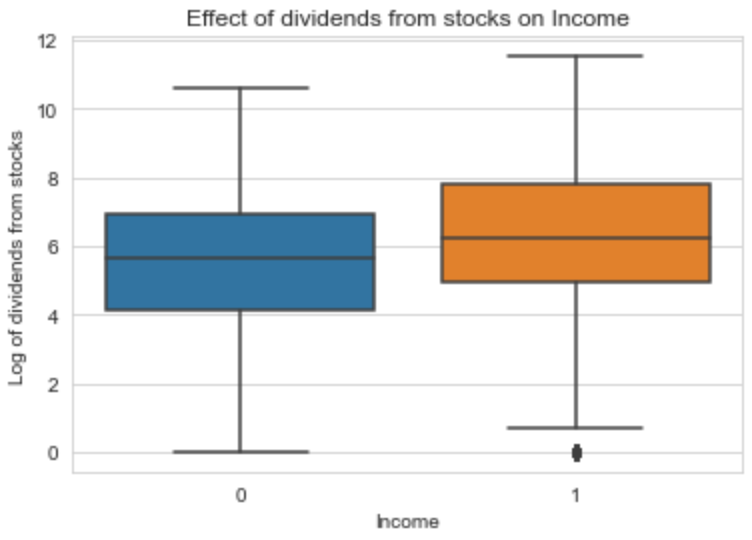 Effect of dividends from stocks on Income
Log of dividends from stocks
12
10
8
6
4
2
0
0 1
Income